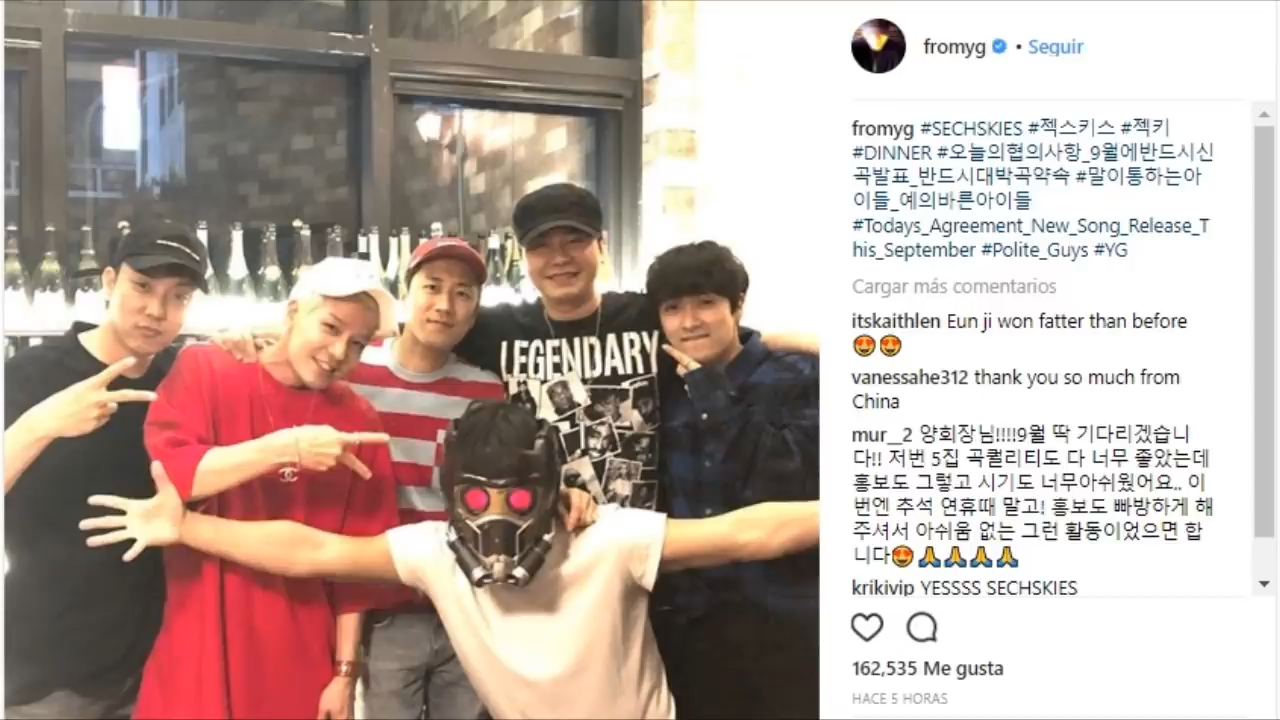 LEGENDARY
fromyg • Seguir
fromyg #SECHSKIES #젝스키스 #젝키
#DINNER #오늘의협의사항_9월에반드시신
곡발표_반드시대박곡약속 #말이통하는아
이들_예의바른아이들
#Todays_Agreement_New_Song_Release_T
his_September #Polite_Guys #YG
Cargar más comentarios
itskaithlen Eun ji won fatter than before
😍😍
vanessahe312 thank you so much from
China
mur__2 양회장님!!!!9월 딱 기다리겠습니
다!! 저번 5집 곡퀄리티도 다 너무 좋았는데
홍보도 그렇고 시기도 너무아쉬웠어요.. 이
번엔 추석 연휴때 말고! 홍보도 빠방하게 해
주셔서 아쉬움 없는 그런 활동이었으면 합
니다😍🙏🙏🙏🙏
krikivip YESSSS SECHSKIES
162,535 Me gusta
HACE 5 HORAS